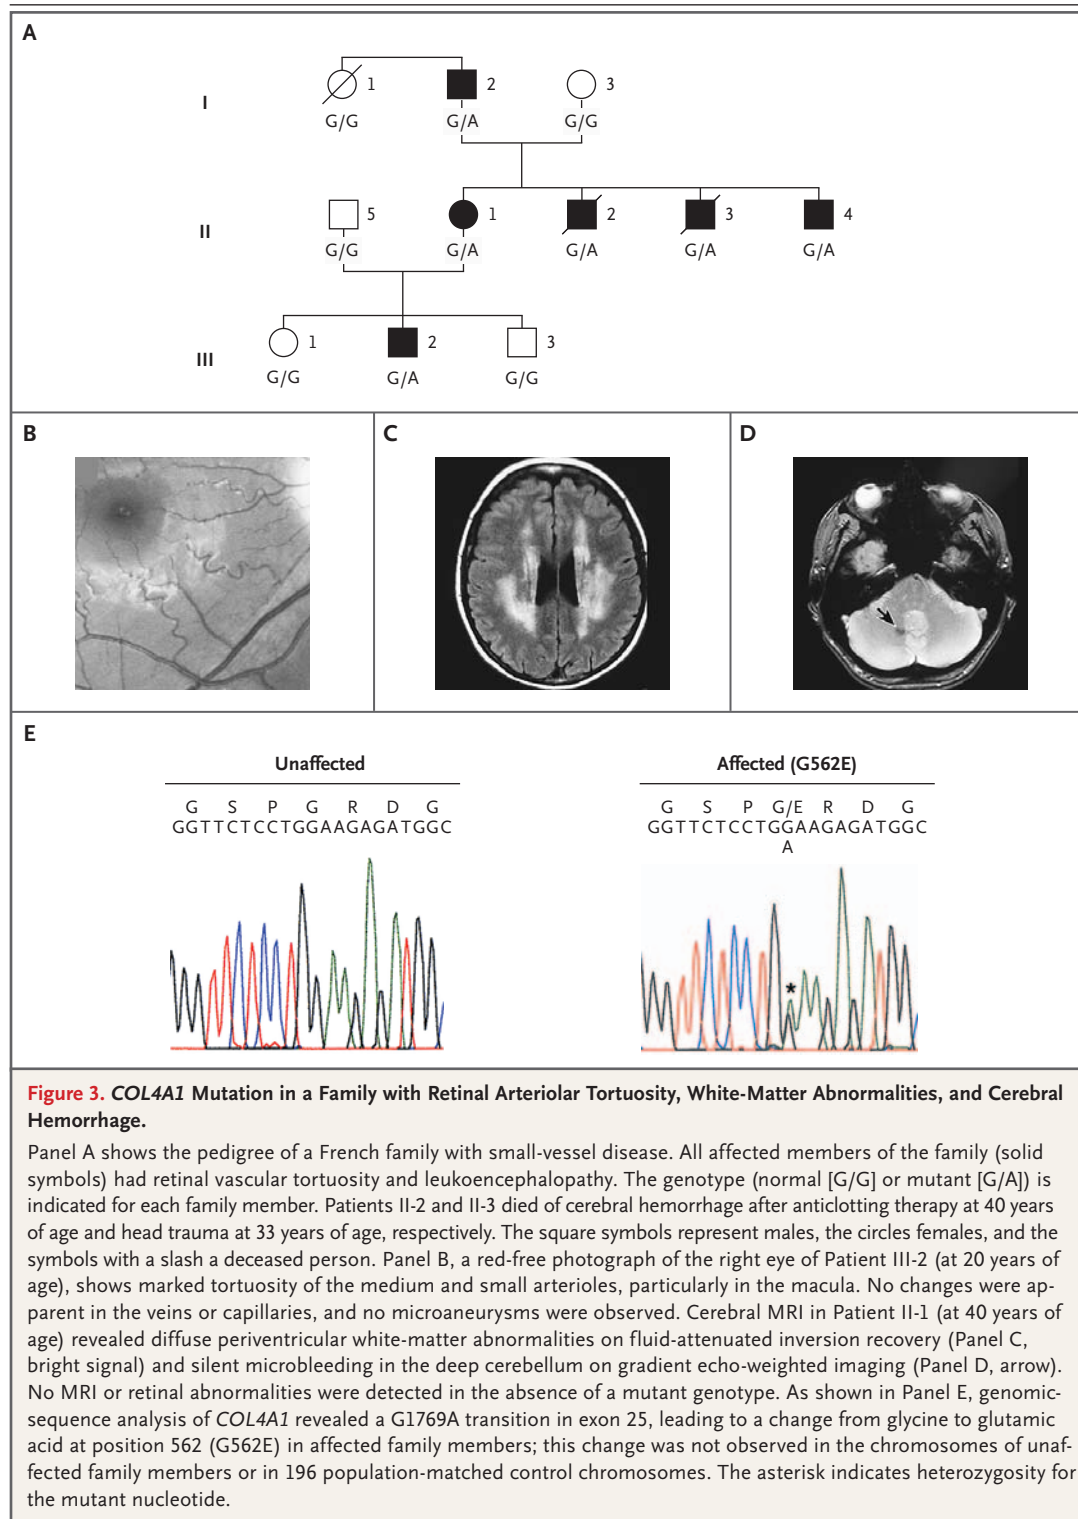 A
I
1
2
3
G/G
G/A
G/G
II
5
1
2
3
4
G/G
G/A
G/A
G/A
G/A
III
1
2
3
G/G
G/A
G/G
B
C
D
E
Unaffected
G S P G R D G
GGTTCTCCTGGAAGAGATGGC
Affected (G562E)
G S P G/E R D G
GGTTCTCCTGGAAGAGATGGC
A
*
Figure 3. COL4A1 Mutation in a Family with Retinal Arteriolar Tortuosity, White-Matter Abnormalities, and Cerebral
Hemorrhage.
Panel A shows the pedigree of a French family with small-vessel disease. All affected members of the family (solid
symbols) had retinal vascular tortuosity and leukoencephalopathy. The genotype (normal [G/G] or mutant [G/A]) is
indicated for each family member. Patients II-2 and II-3 died of cerebral hemorrhage after anticlotting therapy at 40 years
of age and head trauma at 33 years of age, respectively. The square symbols represent males, the circles females, and the
symbols with a slash a deceased person. Panel B, a red-free photograph of the right eye of Patient III-2 (at 20 years of
age), shows marked tortuosity of the medium and small arterioles, particularly in the macula. No changes were ap-
parent in the veins or capillaries, and no microaneurysms were observed. Cerebral MRI in Patient II-1 (at 40 years of
age) revealed diffuse periventricular white-matter abnormalities on fluid-attenuated inversion recovery (Panel C,
bright signal) and silent microbleeding in the deep cerebellum on gradient echo-weighted imaging (Panel D, arrow).
No MRI or retinal abnormalities were detected in the absence of a mutant genotype. As shown in Panel E, genomic-
sequence analysis of COL4A1 revealed a G1769A transition in exon 25, leading to a change from glycine to glutamic
acid at position 562 (G562E) in affected family members; this change was not observed in the chromosomes of unaf-
fected family members or in 196 population-matched control chromosomes. The asterisk indicates heterozygosity for
the mutant nucleotide.